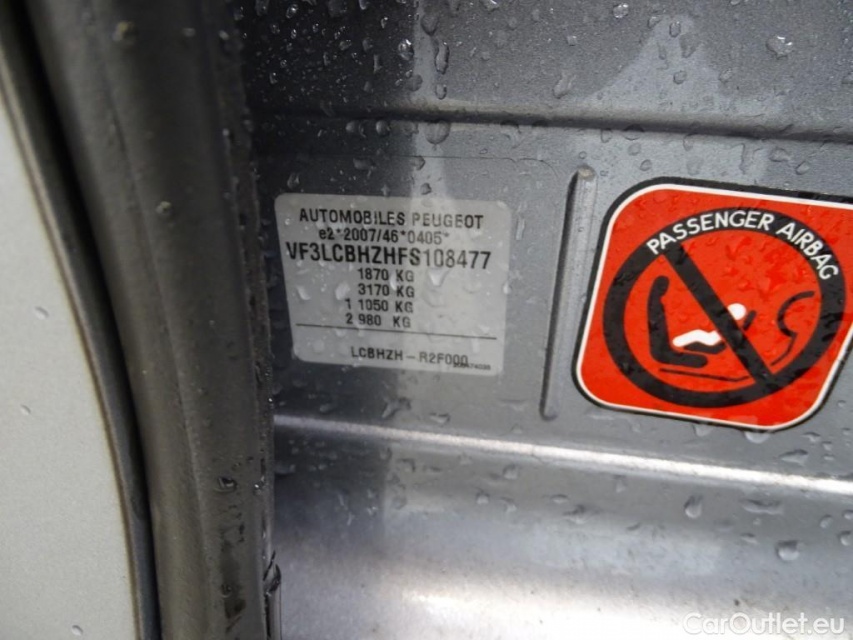 AUTOMOBILES PEUGEOT
e2*2007/46*0405*
VF3LCBHZHFS108477
1870 KG
3170 KG
1 1050 KG
2 980 KG
LCBHZH-R2F000
PASSENGER AIRBAG
CarOutlet.eu